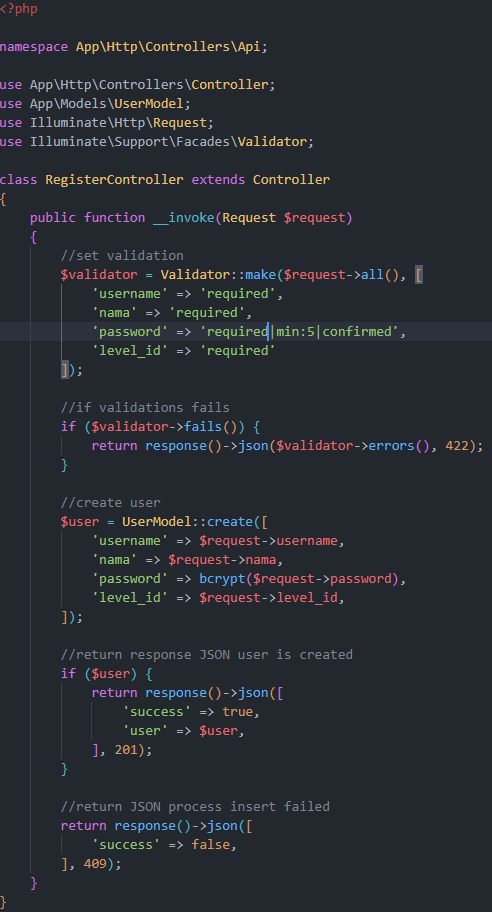 <?php
namespace App\Http\Controllers\Api;
use App\Http\Controllers\Controller;
use App\Models\UserModel;
use Illuminate\Http\Request;
use Illuminate\Support\Facades\Validator;
class RegisterController extends Controller
{
    public function __invoke(Request $request)
    {
        //set validation
        $validator = Validator::make($request->all(), [
            'username' => 'required',
            'nama' => 'required',
            'password' => 'required|min:5|confirmed',
            'level_id' => 'required'
        ]);
        //if validations fails
        if ($validator->fails()) {
            return response()->json($validator->errors(), 422);
        }
        //create user
        $user = UserModel::create([
            'username' => $request->username,
            'nama' => $request->nama,
            'password' => bcrypt($request->password),
            'level_id' => $request->level_id,
        ]);
        //return response JSON user is created
        if ($user) {
            return response()->json([
                'success' => true,
                'user' => $user,
            ], 201);
        }
        //return JSON process insert failed
        return response()->json([
            'success' => false,
        ], 409);
    }
}